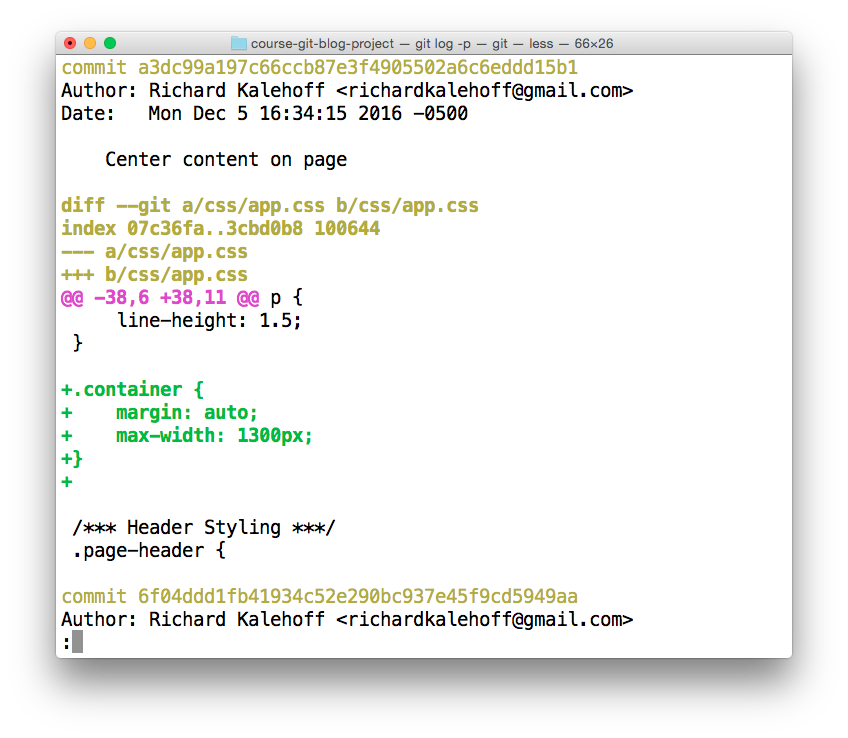 course-git-blog-project — git log -p — git — less — 66×26
commit a3dc99a197c66ccb87e3f4905502a6c6eddd15b1
Author: Richard Kalehoff <richardkalehoff@gmail.com>
Date:   Mon Dec 5 16:34:15 2016 -0500
    Center content on page
diff --git a/css/app.css b/css/app.css
index 07c36fa..3cbd0b8 100644
--- a/css/app.css
+++ b/css/app.css
@@ -38,6 +38,11 @@ p {
     line-height: 1.5;
 }
+.container {
+    margin: auto;
+    max-width: 1300px;
+}
+
 /*** Header Styling ***/
 .page-header {
commit 6f04ddd1fb41934c52e290bc937e45f9cd5949aa
Author: Richard Kalehoff <richardkalehoff@gmail.com>
: